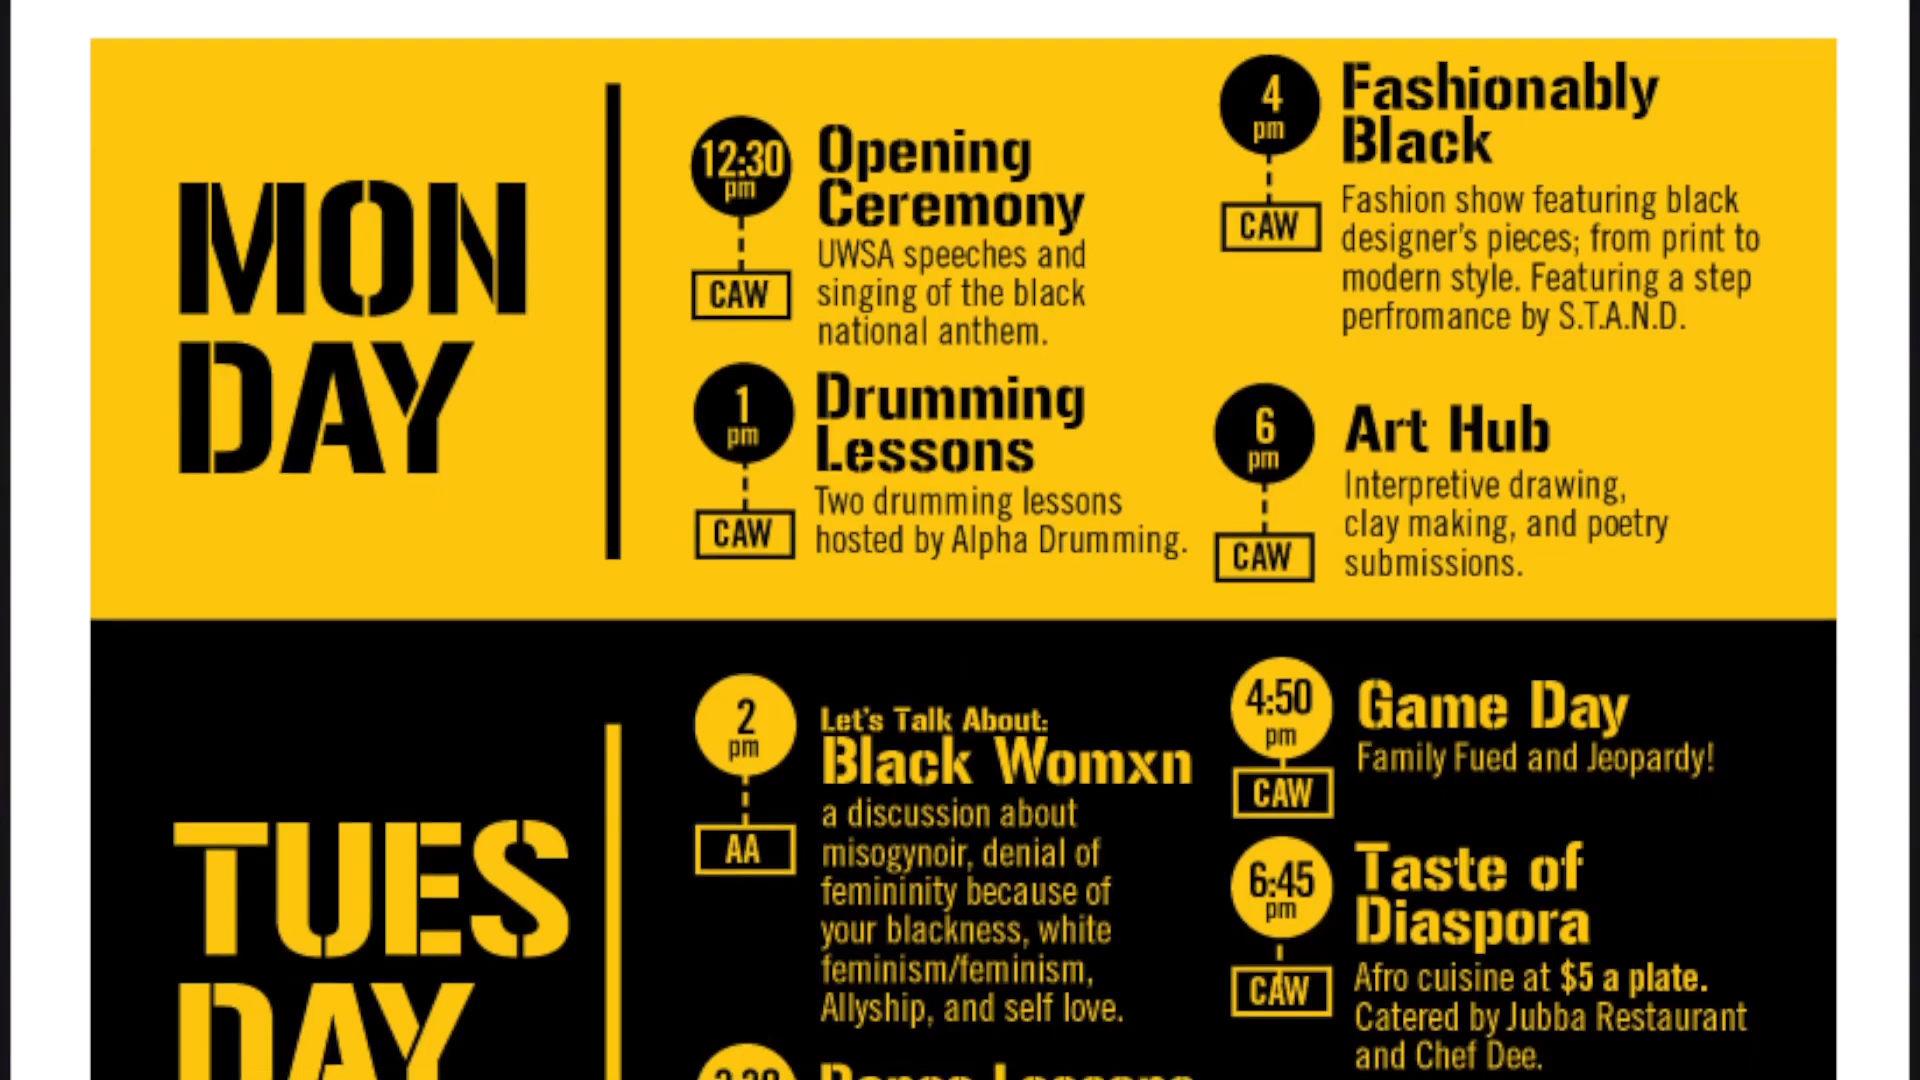 MON
DAY
12:30
pm
CAW
Opening
Ceremony
UWSA speeches and
singing of the black
national anthem.
1
pm
CAW
Drumming
Lessons
Two drumming lessons
hosted by Alpha Drumming.
4
pm
CAW
Fashionably
Black
Fashion show featuring black
designer's pieces; from print to
modern style. Featuring a step
perfromance by S.T.A.N.D.
6
pm
CAW
Art Hub
Interpretive drawing,
clay making, and poetry
submissions.
TUES
DAY
2
pm
AA
Let's Talk About:
Black Womxn
a discussion about
misogynoir, denial of
femininity because of
your blackness, white
feminism/feminism,
Allyship, and self love.
Lessons
4:50
pm
CAW
Game Day
Family Fued and Jeopardy!
6:45
pm
CAW
Taste of
Diaspora
Afro cuisine at $5 a plate.
Catered by Jubba Restaurant
and Chef Dee.